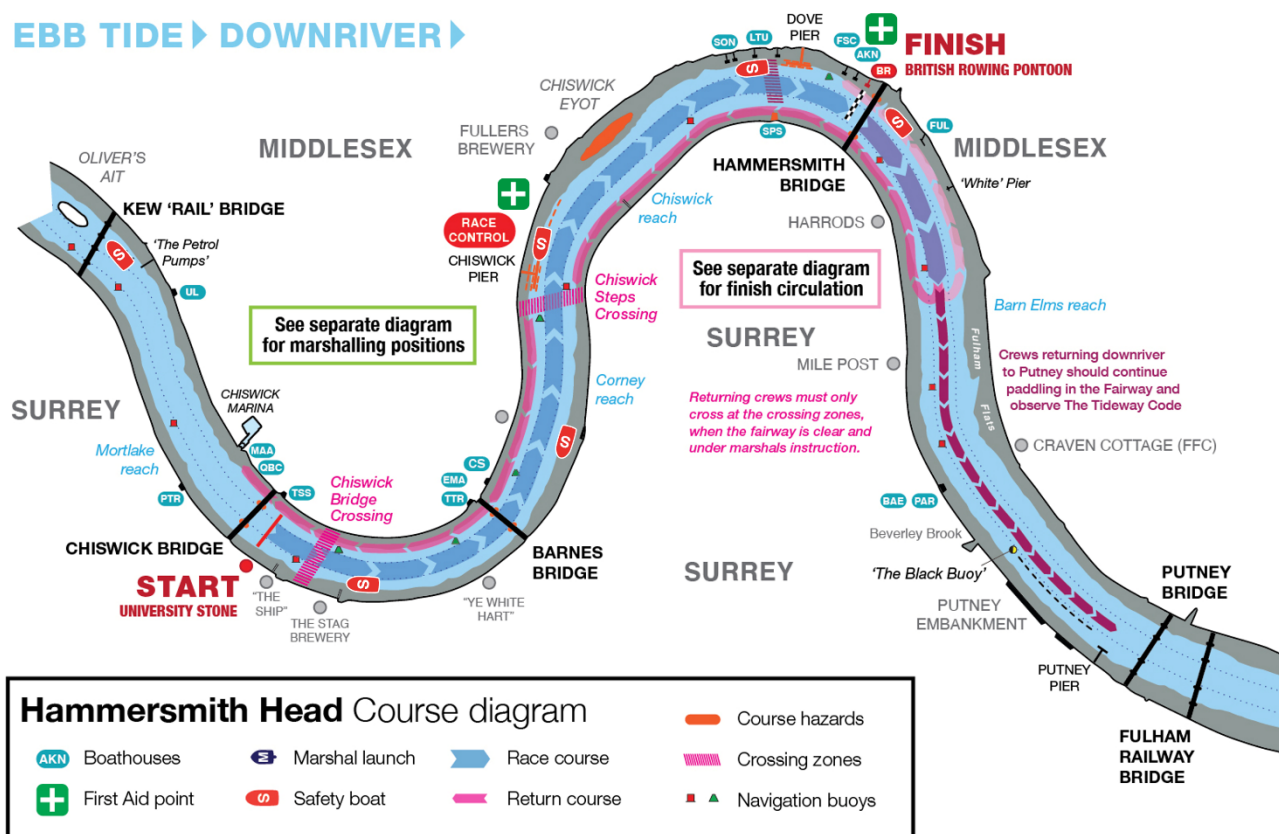 EBB TIDE DOWNRIVER
OLIVER'S
AIT
KEW 'RAIL' BRIDGE
S
'The Petrol
Pumps'
UL
MIDDLESEX
CHISWICK
EYOT
FULLERS
BREWERY
RACE
CONTROL
CHISWICK
PIER
S
SON
LTU
S
DOVE
PIER
FSC
AKN
BR
FINISH
BRITISH ROWING PONTOON
S
FUL
MIDDLESEX
'White' Pier
SPS
HAMMERSMITH
BRIDGE
HARRODS
Chiswick
reach
See separate diagram
for marshalling positions
Chiswick
Steps
Crossing
See separate diagram
for finish circulation
SURREY
MILE POST
Barn Elms reach
Fulham
Flats
Crews returning downriver
to Putney should continue
paddling in the Fairway and
observe The Tideway Code
Returning crews must only
cross at the crossing zones,
when the fairway is clear and
under marshals instruction.
CRAVEN COTTAGE (FFC)
SURREY
CHISWICK
MARINA
Mortlake
reach
MAA
QBC
PTR
TSS
Chiswick
Bridge
Crossing
Corney
reach
CS
EMA
TTR
S
CHISWICK BRIDGE
START
UNIVERSITY STONE
"THE
SHIP"
THE STAG
BREWERY
S
"YE WHITE
HART"
BARNES
BRIDGE
SURREY
BAE
PAR
Beverley Brook
'The Black Buoy'
PUTNEY
EMBANKMENT
PUTNEY
BRIDGE
PUTNEY
PIER
FULHAM
RAILWAY
BRIDGE
Hammersmith Head Course diagram
AKN Boathouses
M Marshal launch
Race course
Course hazards
Crossing zones
First Aid point
S Safety boat
Return course
Navigation buoys